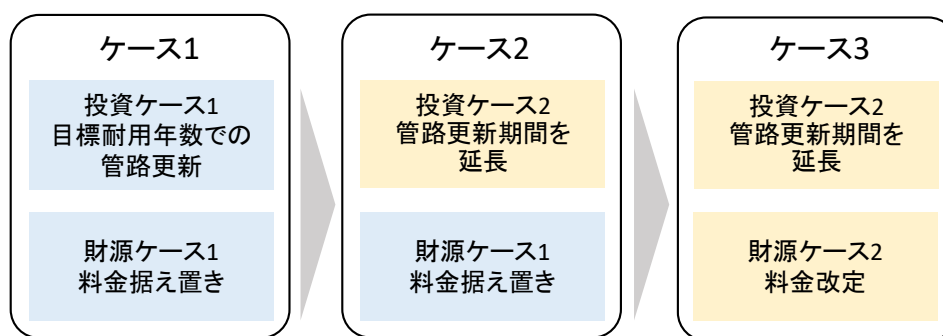 ケース1
投資ケース1
目標耐用年数での
管路更新
財源ケース1
料金据え置き
ケース2
投資ケース2
管路更新期間を
延長
財源ケース1
料金据え置き
ケース3
投資ケース2
管路更新期間を
延長
財源ケース2
料金改定